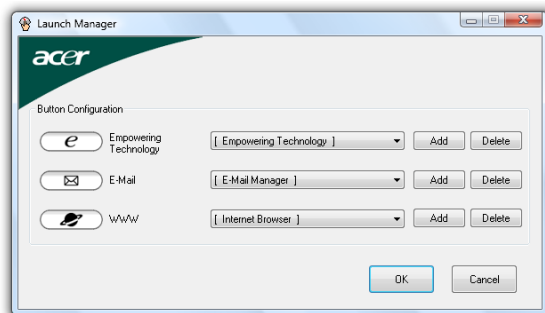 Launch Manager
acer
Button Configuration
e Empowering Technology [ Empowering Technology ] Add Delete
E-Mail [ E-Mail Manager ] Add Delete
WWW [ Internet Browser ] Add Delete
OK Cancel